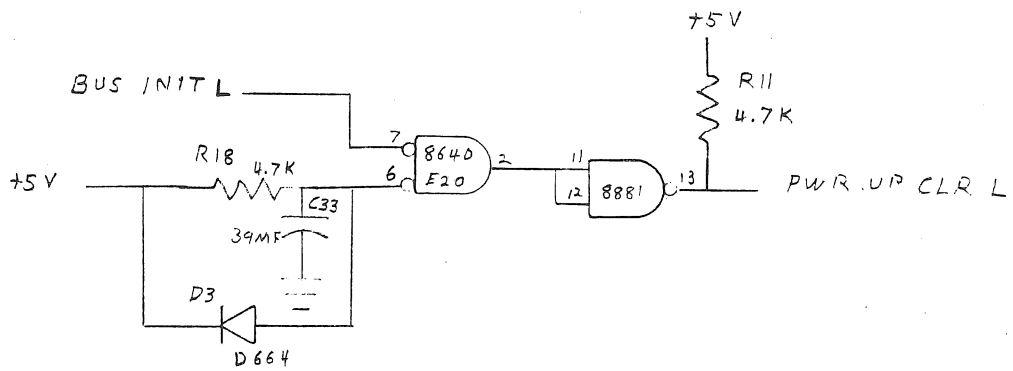 +5 V
BUS INIT L
R11
4.7K
7
8640
E20
2
11
12
8881
13
PWR.UP CLR L
R18
4.7K
6
+5 V
C33
39MF
D3
D664